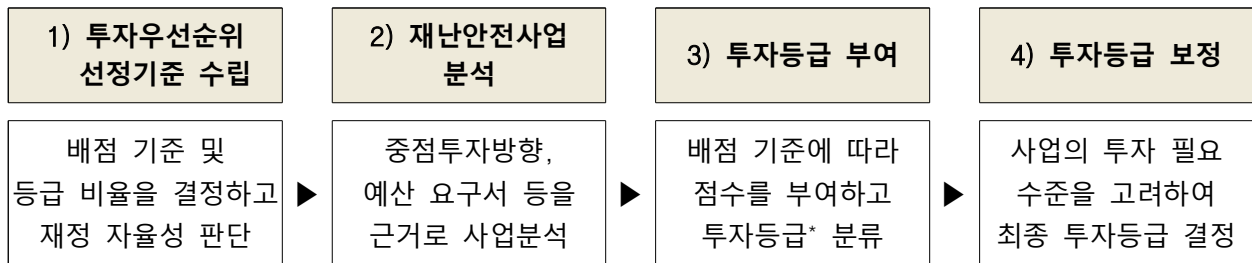 1) 투자우선순위
선정기준 수립
2) 재난안전사업
분석
3) 투자등급 부여
4) 투자등급 보정
배점 기준 및
등급 비율을 결정하고
재정 자율성 판단
▶
중점투자방향,
예산 요구서 등을
근거로 사업분석
▶
배점 기준에 따라
점수를 부여하고
투자등급* 분류
▶
사업의 투자 필요
수준을 고려하여
최종 투자등급 결정